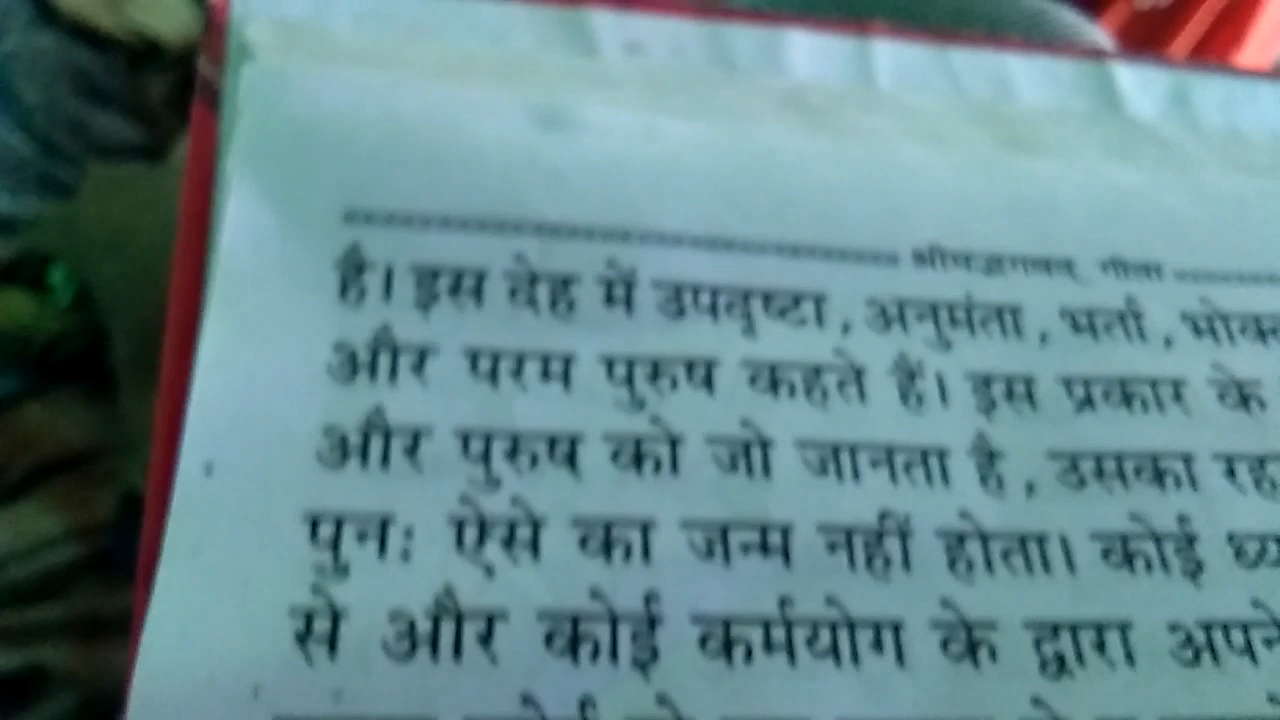 श्रीमद्भगवद् गीता
है। इस देह में उपदृष्टा, अनुमंता, भर्ता,
और परम पुरुष कहते हैं। इस प्रकार के
और पुरुष को जो जानता है, उसका
पुनः ऐसे का जन्म नहीं होता। कोई
से और कोई कर्मयोग के द्वारा अपने